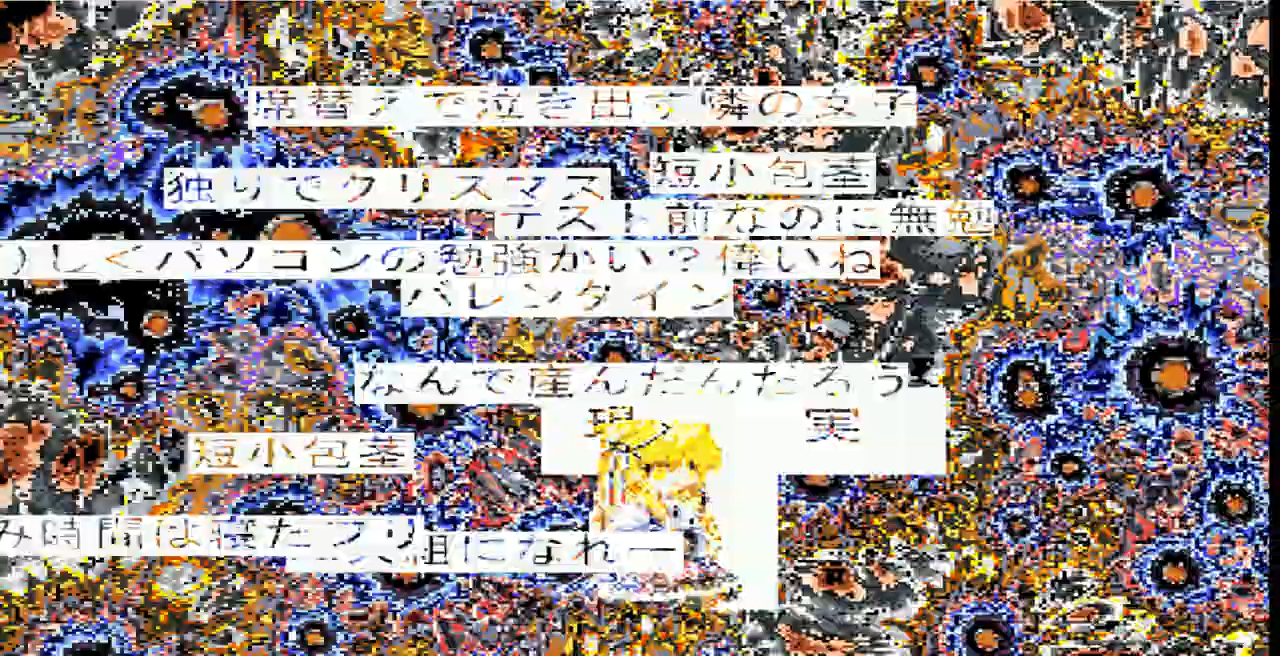 席替えで泣き出す隣の女子
短小包茎
独りでクリスマス
テスト前なのに無勉
しくパソコンの勉強かい？偉いね
バレンタイン
なんで産んだんだろう
現 実
短小包茎
み時間は寝たフリ
人組になれー